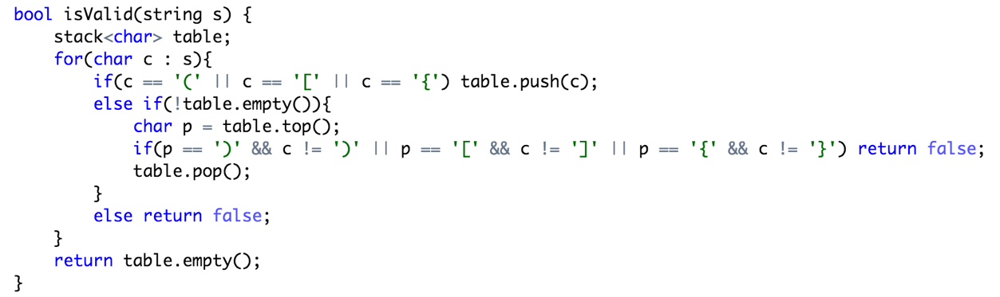 bool isValid(string s) {
    stack<char> table;
    for(char c : s){
        if(c == '(' || c == '[' || c == '{') table.push(c);
        else if(!table.empty()){
            char p = table.top();
            if(p == ')' && c != ')' || p == '[' && c != ']' || p == '{' && c != '}') return false;
            table.pop();
        }
        else return false;
    }
    return table.empty();
}